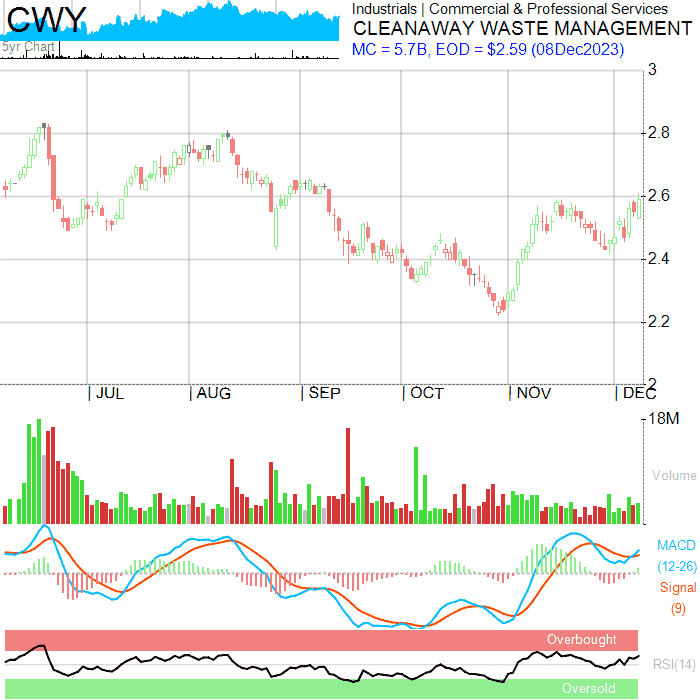 CWY
5yr Chart
Industrials | Commercial & Professional Services
CLEANAWAY WASTE MANAGEMENT
MC = 5.7B, EOD = $2.59 (08Dec2023)
3
2.8
2.6
2.4
2.2
2
| JUL | AUG | SEP | OCT | NOV | DEC
18M
Volume
MACD
(12-26)
Signal
(9)
Overbought
RSI(14)
Oversold